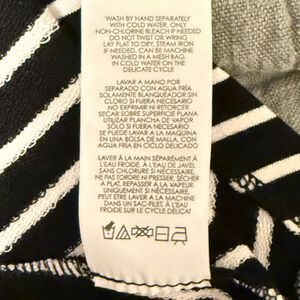 WASH BY HAND SEPARATELY
WITH COLD WATER, ONLY
NON-CHLORINE BLEACH IF NEEDED
DO NOT TWIST OR WRING
LAY FLAT TO DRY, STEAM IRON
IF NEEDED. CAN BE MACHINE
WASHED IN A MESH BAG,
IN COLD WATER ON THE
DELICATE CYCLE
LAVAR A MANO POR
SEPARADO CON AGUA FRÍA
SOLAMENTE BLANQUEADOR SIN
CLORO SI FUERA NECESARIO
NO EXPRIMIR NI RETORCER
SECAR SOBRE SUPERFICIE PLANA
UTILIZAR PLANCHA DE VAPOR
SI FUERA NECESARIO
SE PUEDE LAVAR A LA MAQUINA
EN UNA BOLSA DE MALLA, CON
AGUA FRÍA EN CICLO DELICADO
LAVER À LA MAIN SÉPARÉMENT À
L'EAU FROIDE. À L'EAU DE JAVEL
SANS CHLORURE SI NÉCESSAIRE.
NE PAS TORDRE NI PRESSER, SÉCHER
À PLAT, REPASSER À LA VAPEUR
UNIQUEMENT SI NÉCESSAIRE.
PEUT ÊTRE LAVER A LA MACHINE
DANS UN SAC-FILET, À L'EAU
FROIDE SUR LE CYCLE DÉLICAT